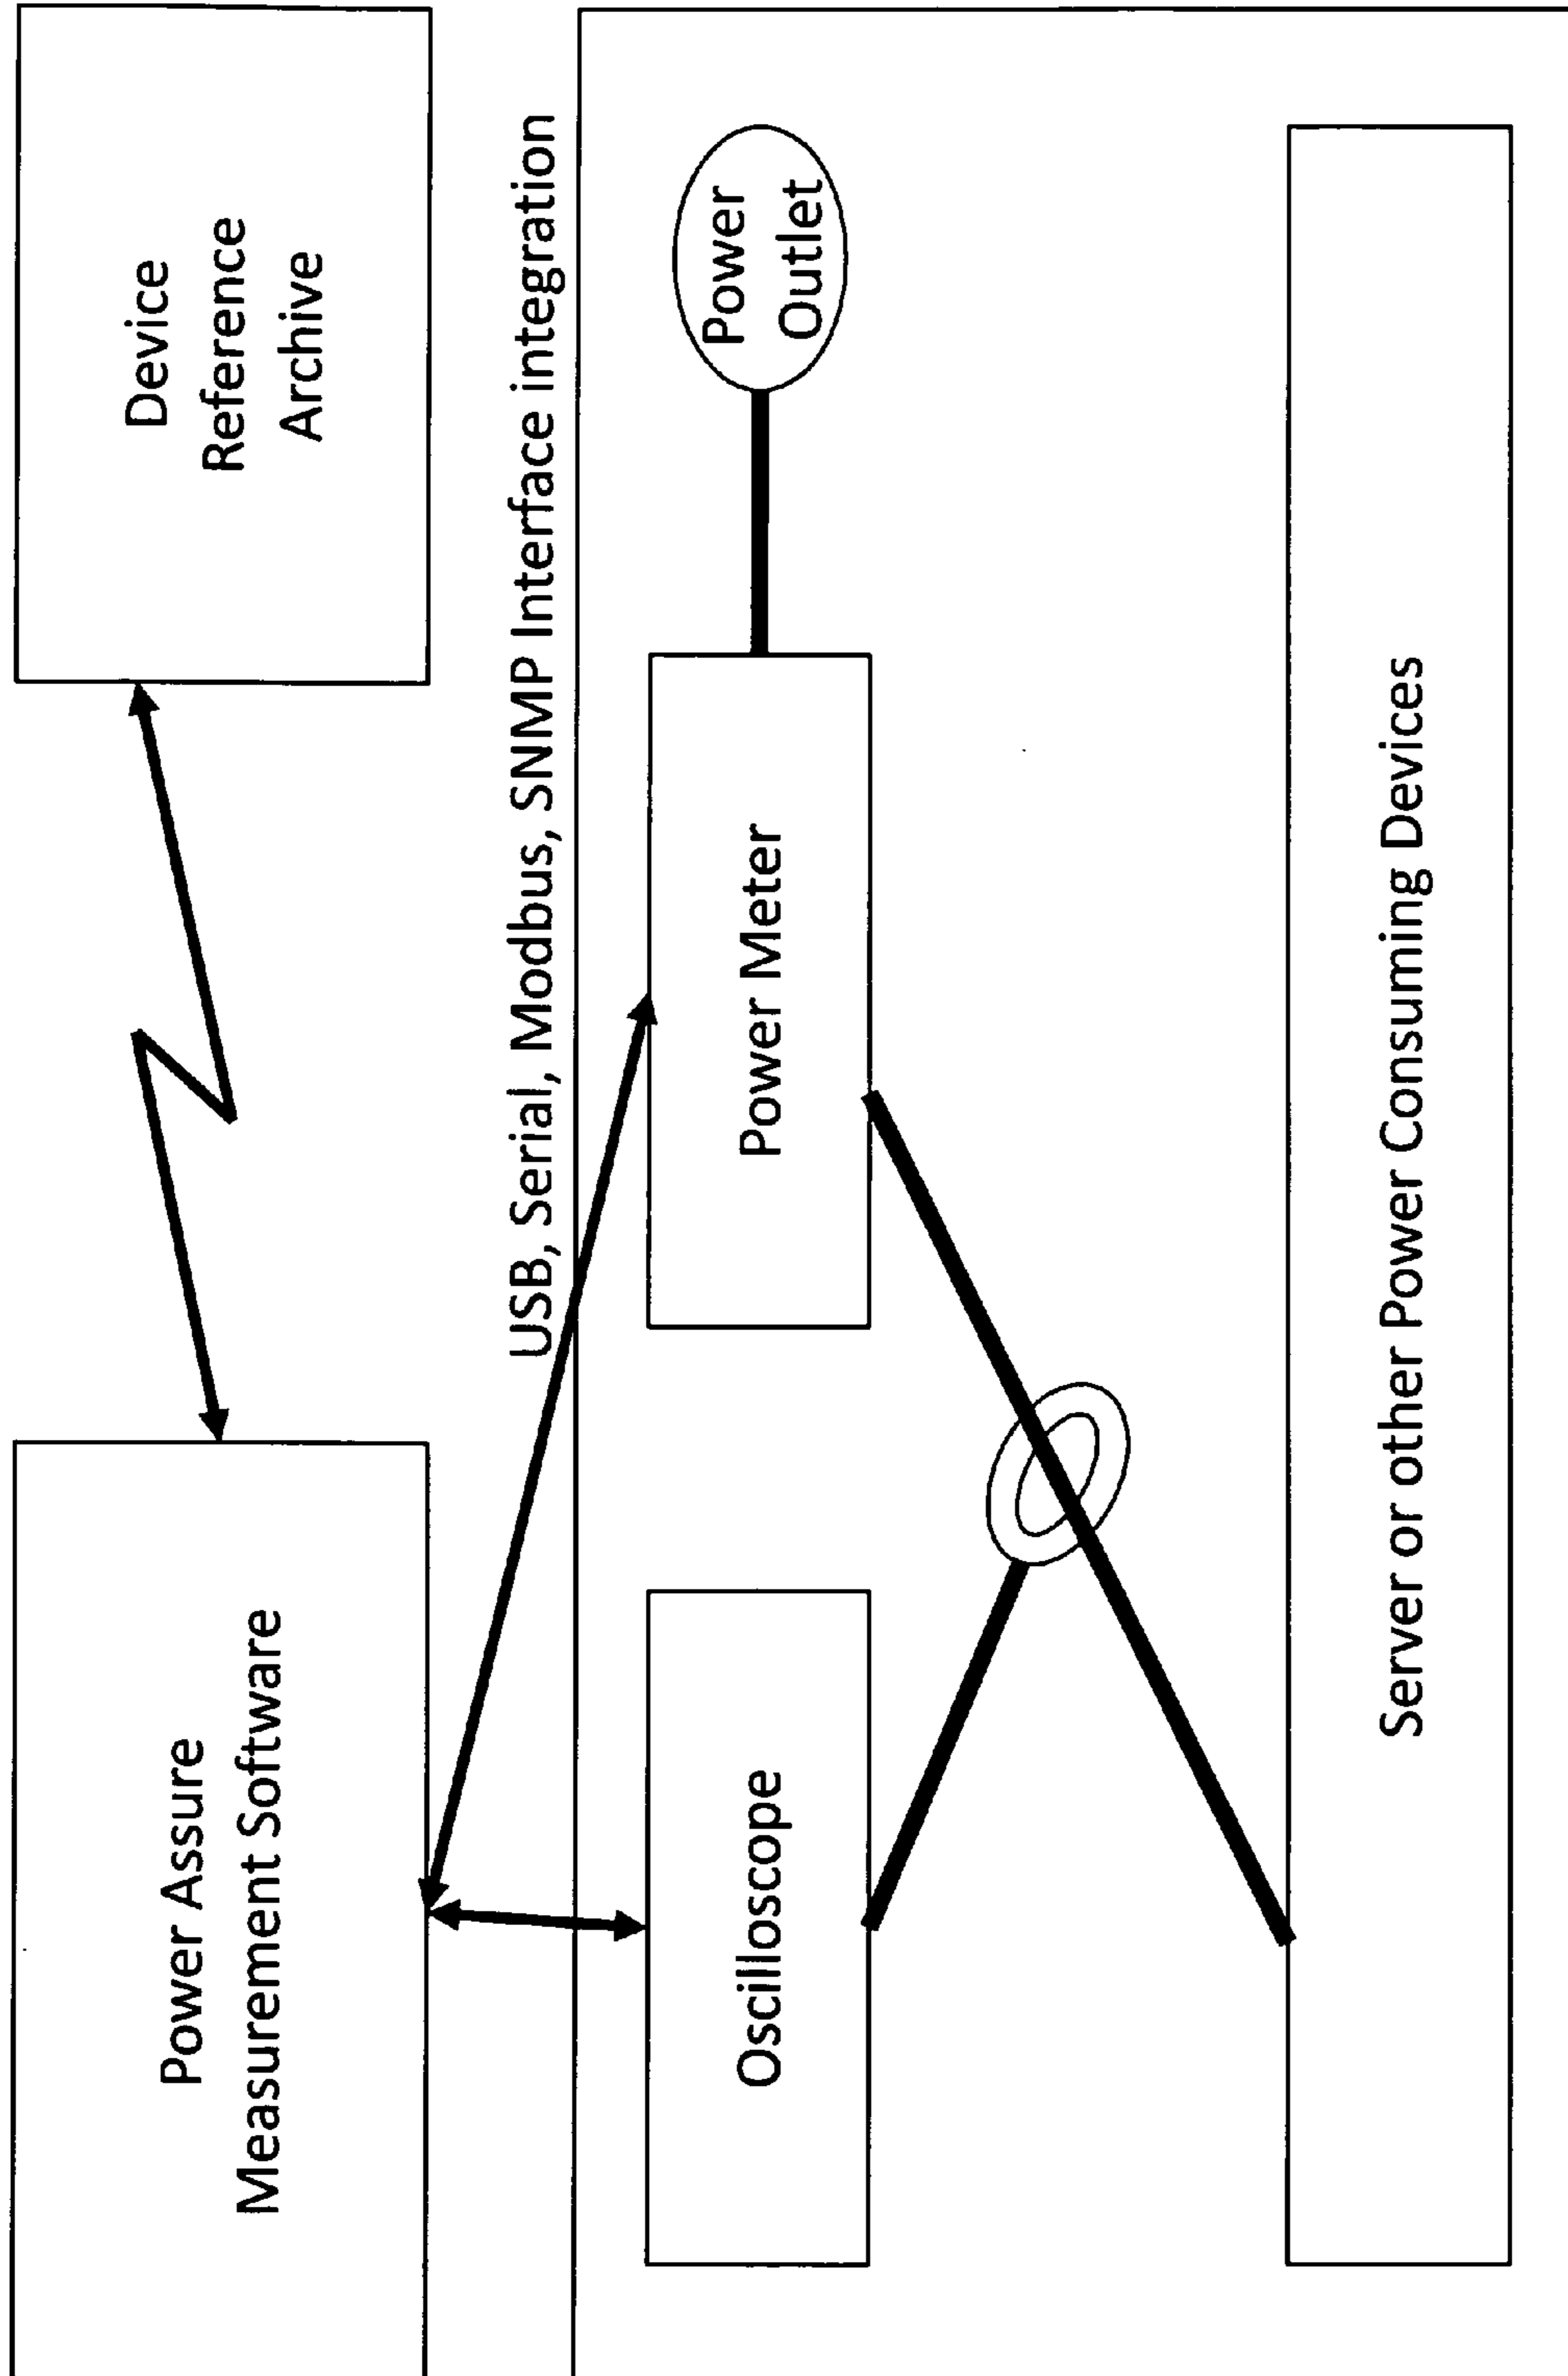 Power Assure
Measurement Software
Device
Reference
Archive
USB, Serial, Modbus, SNMP Interface integration
Oscilloscope
Power Meter
Power
Outlet
Server or other Power Consuming Devices